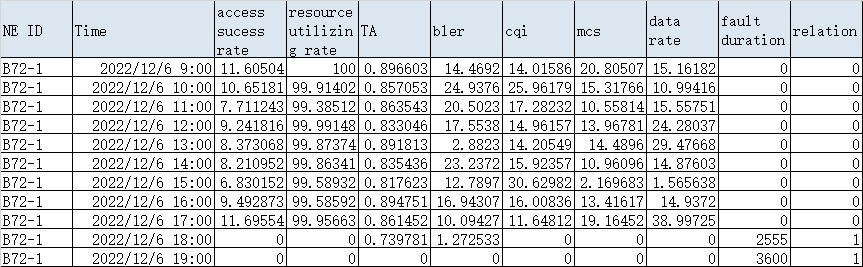 NE ID Time access sucess rate resource utilizin g rate TA bler cqi mcs data rate fault duration relation
B72-1 2022/12/6 9:00 11.60504 100 0.896603 14.4692 14.01586 20.80507 15.16182 0 0
B72-1 2022/12/6 10:00 10.65181 99.91402 0.857053 24.9376 25.96179 15.31766 10.99416 0 0
B72-1 2022/12/6 11:00 7.711243 99.38512 0.863543 20.5023 17.28232 10.55814 15.55751 0 0
B72-1 2022/12/6 12:00 9.241816 99.99148 0.833046 17.5538 14.96157 13.96781 24.28037 0 0
B72-1 2022/12/6 13:00 8.373068 99.87374 0.891813 2.8823 14.20549 14.4896 29.47668 0 0
B72-1 2022/12/6 14:00 8.210952 99.86341 0.835436 23.2372 15.92357 10.96096 14.87603 0 0
B72-1 2022/12/6 15:00 6.830152 99.58932 0.817623 12.7897 30.62982 2.169683 1.565638 0 0
B72-1 2022/12/6 16:00 9.492873 99.58592 0.894751 16.94307 16.00836 13.41617 14.9372 0 0
B72-1 2022/12/6 17:00 11.69554 99.95663 0.861452 10.09427 11.64812 19.16452 38.99725 0 0
B72-1 2022/12/6 18:00 0 0 0.739781 1.272533 0 0 0 2555 1
B72-1 2022/12/6 19:00 0 0 0 0 0 0 0 3600 1